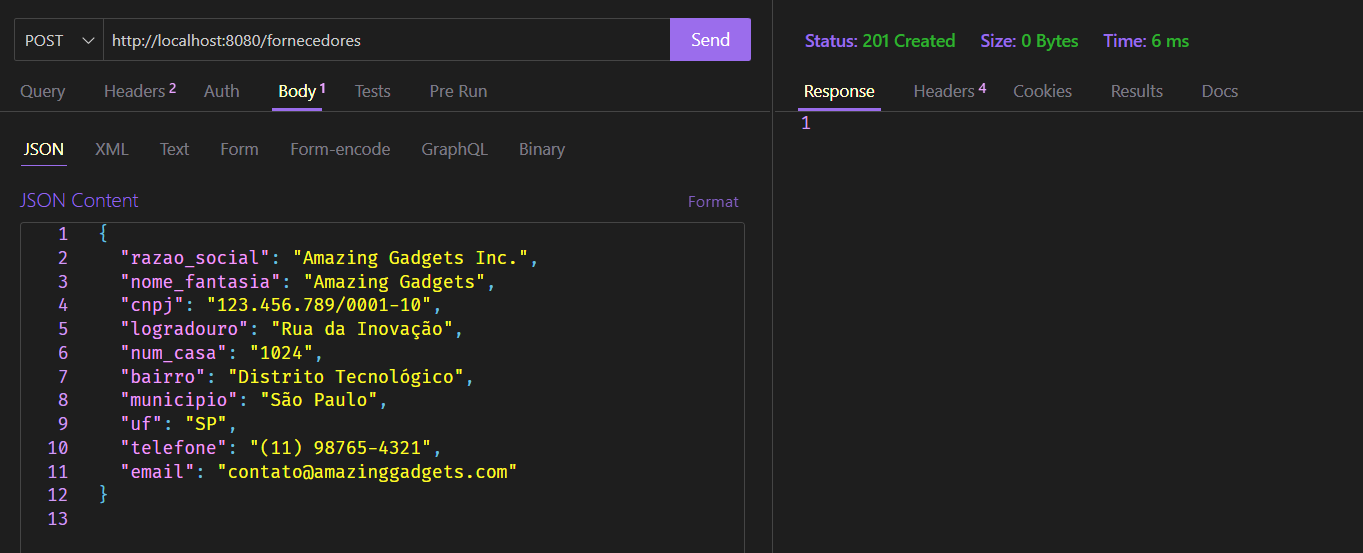 POST http://localhost:8080/fornecedores Send
Query Headers 2 Auth Body 1 Tests Pre Run
JSON XML Text Form Form-encode GraphQL Binary
JSON Content Format
1 {
2 "razao_social": "Amazing Gadgets Inc.",
3 "nome_fantasia": "Amazing Gadgets",
4 "cnpj": "123.456.789/0001-10",
5 "logradouro": "Rua da Inovação",
6 "num_casa": "1024",
7 "bairro": "Distrito Tecnológico",
8 "municipio": "São Paulo",
9 "uf": "SP",
10 "telefone": "(11) 98765-4321",
11 "email": "contato@amazinggadgets.com"
12 }
13
Status: 201 Created Size: 0 Bytes Time: 6 ms
Response Headers 4 Cookies Results Docs
1